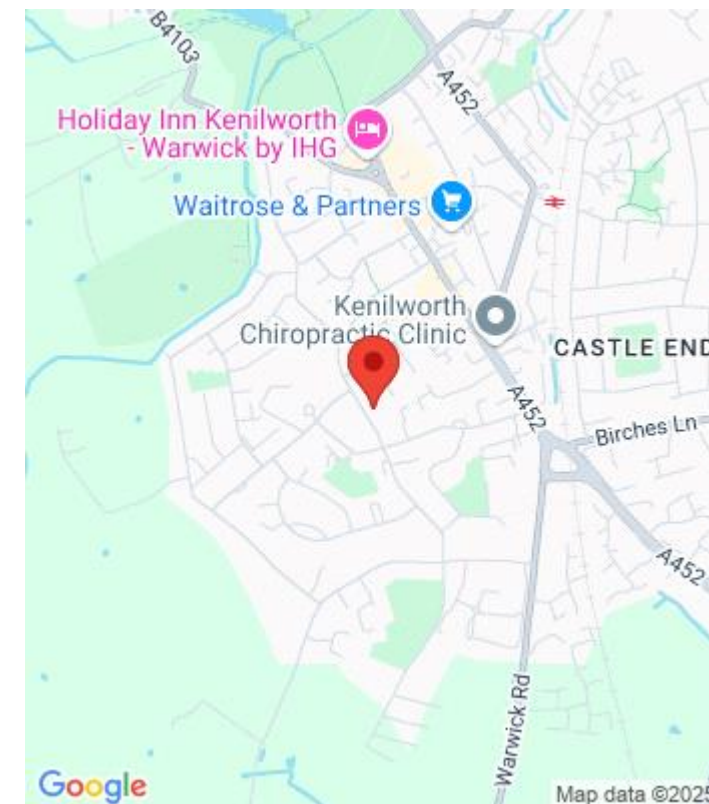 B4103
A452
Holiday Inn Kenilworth
- Warwick by IHG
Waitrose & Partners
Kenilworth
Chiropractic Clinic
CASTLE END
A452
Birches Ln
A452
Warwick Rd
Google
Map data ©2025